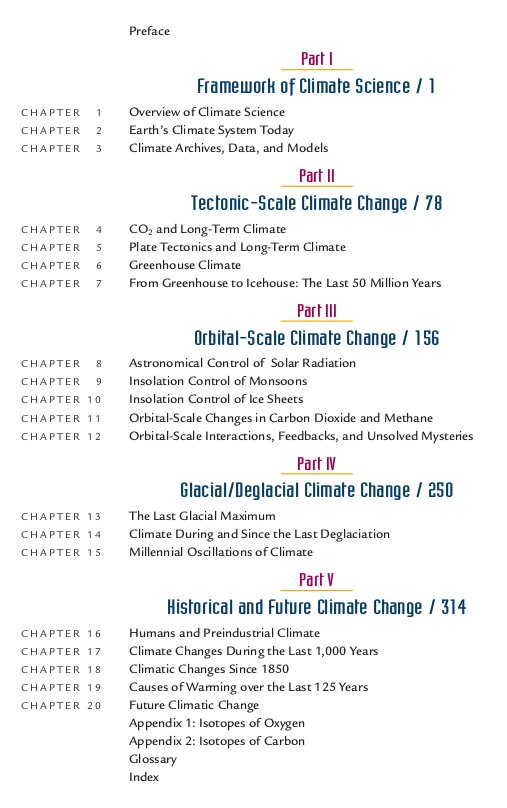 Preface
Part I
Framework of Climate Science / 1
CHAPTER 1 Overview of Climate Science
CHAPTER 2 Earth's Climate System Today
CHAPTER 3 Climate Archives, Data, and Models
Part II
Tectonic-Scale Climate Change / 78
CHAPTER 4 CO₂ and Long-Term Climate
CHAPTER 5 Plate Tectonics and Long-Term Climate
CHAPTER 6 Greenhouse Climate
CHAPTER 7 From Greenhouse to Icehouse: The Last 50 Million Years
Part III
Orbital-Scale Climate Change / 156
CHAPTER 8 Astronomical Control of Solar Radiation
CHAPTER 9 Insolation Control of Monsoons
CHAPTER 10 Insolation Control of Ice Sheets
CHAPTER 11 Orbital-Scale Changes in Carbon Dioxide and Methane
CHAPTER 12 Orbital-Scale Interactions, Feedbacks, and Unsolved Mysteries
Part IV
Glacial/Deglacial Climate Change / 250
CHAPTER 13 The Last Glacial Maximum
CHAPTER 14 Climate During and Since the Last Deglaciation
CHAPTER 15 Millennial Oscillations of Climate
Part V
Historical and Future Climate Change / 314
CHAPTER 16 Humans and Preindustrial Climate
CHAPTER 17 Climate Changes During the Last 1,000 Years
CHAPTER 18 Climatic Changes Since 1850
CHAPTER 19 Causes of Warming over the Last 125 Years
CHAPTER 20 Future Climatic Change
Appendix 1: Isotopes of Oxygen
Appendix 2: Isotopes of Carbon
Glossary
Index